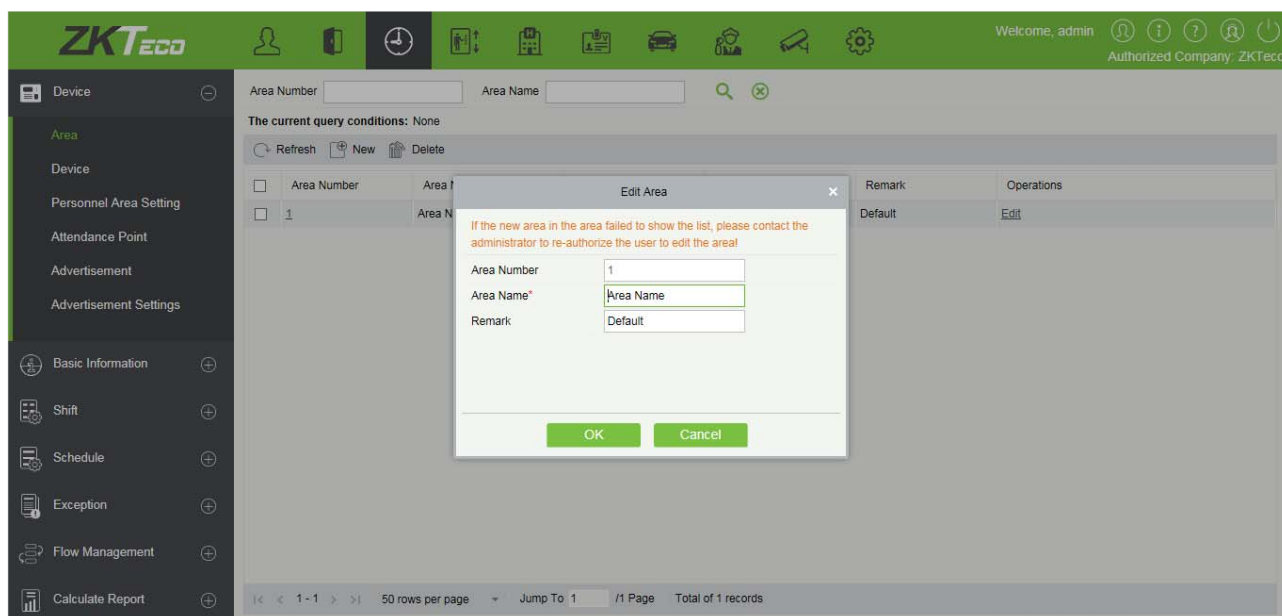 ZKTeco
Welcome, admin
Authorized Company: ZKTeco
Device
Area
Device
Personnel Area Setting
Attendance Point
Advertisement
Advertisement Settings
Basic Information
Shift
Schedule
Exception
Flow Management
Calculate Report
Area Number Area Name
The current query conditions: None
Refresh New Delete
Area Number Area N Remark Operations
1 Area N Default Edit
Edit Area ×
If the new area in the area failed to show the list, please contact the
administrator to re-authorize the user to edit the area!
Area Number 1
Area Name* Area Name
Remark Default
OK Cancel
1 - 1 50 rows per page Jump To 1 /1 Page Total of 1 records